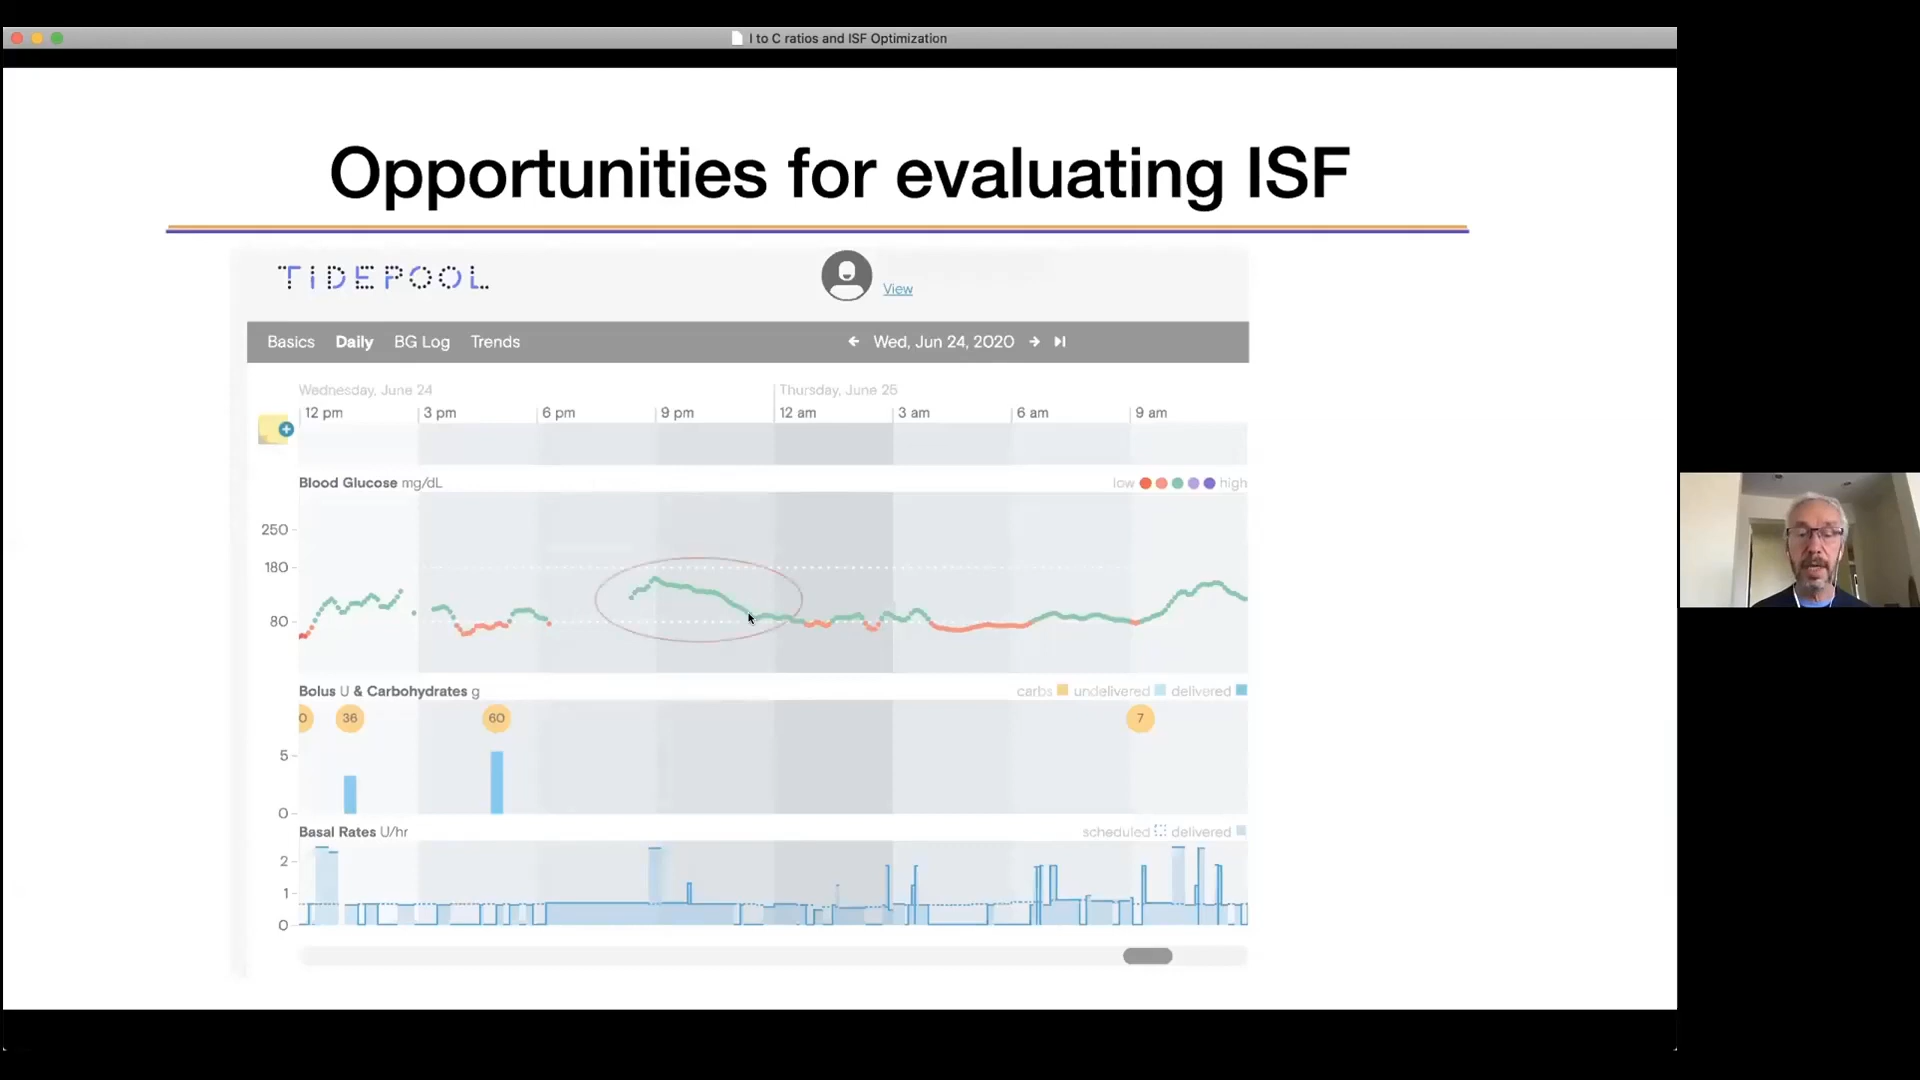 I to C ratios and ISF Optimization
Opportunities for evaluating ISF
TIDEPOOL
View
Basics Daily BG Log Trends Wed, Jun 24, 2020
Wednesday, June 24 Thursday, June 25
12 pm 3 pm 6 pm 9 pm 12 am 3 am 6 am 9 am
Blood Glucose mg/dL low high
250
180
80
Bolus U & Carbohydrates g carbs undelivered delivered
0 36 60 7
5
0
Basal Rates U/hr scheduled delivered
2
1
0